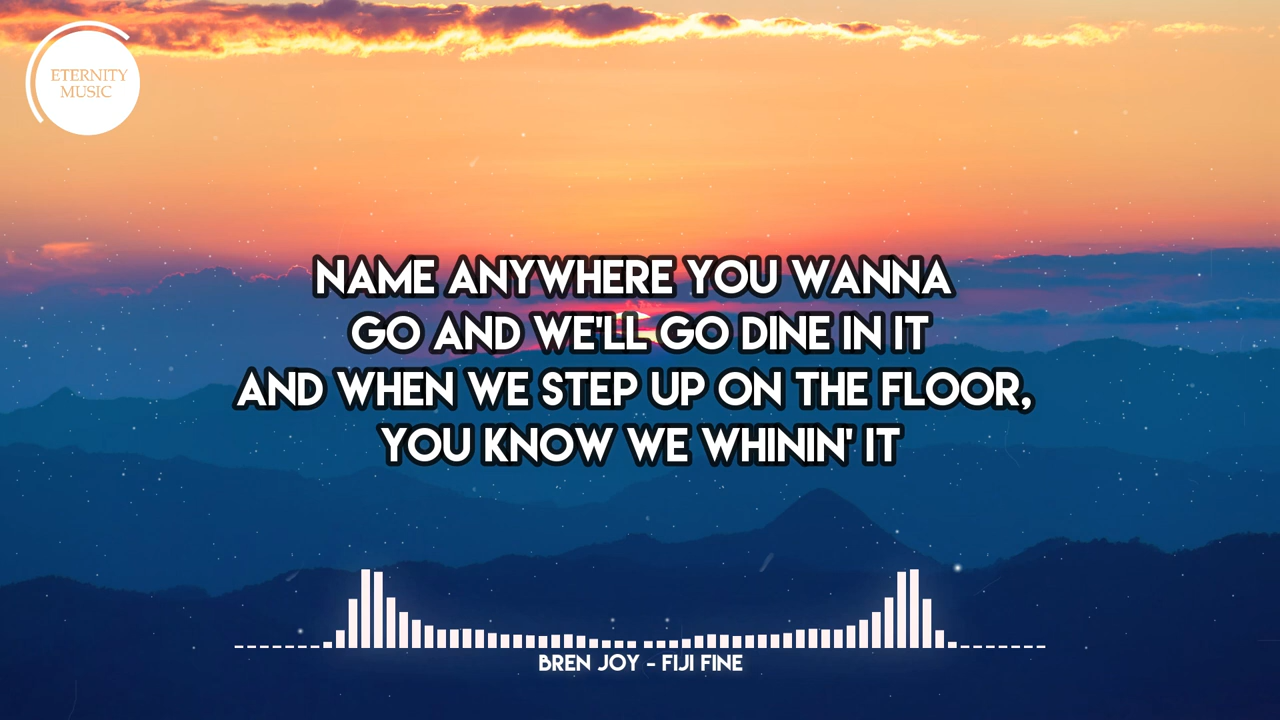 ETERNITY
MUSIC
NAME ANYWHERE YOU WANNA
GO AND WE'LL GO DINE IN IT
AND WHEN WE STEP UP ON THE FLOOR,
YOU KNOW WE WHININ' IT
BREN JOY - FIJI FINE